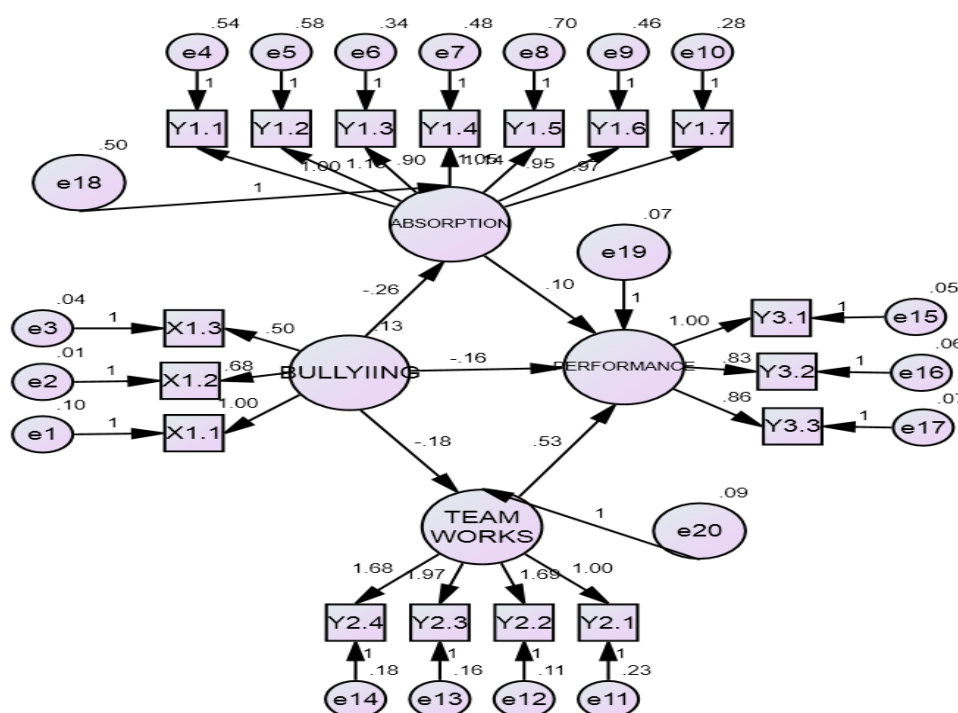 .54 .58 .34 .48 .70 .46 .28
e4 e5 e6 e7 e8 e9 e10
1 1 1 1 1 1 1
Y1.1 Y1.2 Y1.3 Y1.4 Y1.5 Y1.6 Y1.7
.50
e18
1
1.00 .90 .95 .97
ABSORPTION
.07
e19
1
-.26
.10
.13
BULLYIING
-.16
PERFORMANCE
.04
e3 1 X1.3 .50
.01
e2 1 X1.2 .68
.10
e1 1 X1.1 1.00
1.00 Y3.1 1 e15 .05
.83 Y3.2 1 e16 .06
.86 Y3.3 1 e17
-.18
.53
TEAM
WORKS
.09
e20
1
1.68 1.97 1.69 1.00
Y2.4 Y2.3 Y2.2 Y2.1
1 1 1 1
.18 .16 .11 .23
e14 e13 e12 e11